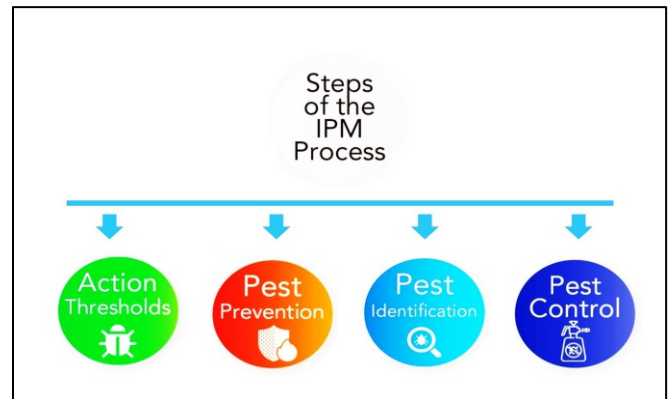 Steps
of the
IPM
Process
Action
Thresholds
Pest
Prevention
Pest
Identification
Pest
Control